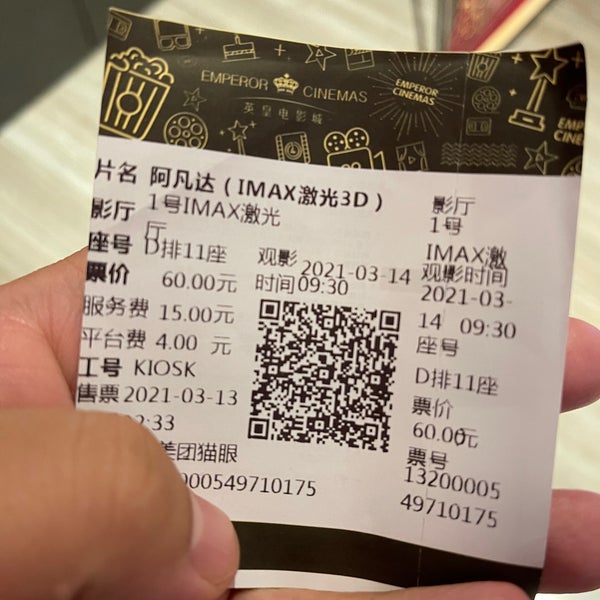 EMPEROR CINEMAS
英皇电影城
EMPEROR
CINEMAS
片名 阿凡达(IMAX激光3D)
影厅 1号IMAX激光
厅
座号 D排11座
观影
时间 2021-03-14
09:30
票价 60.00元
服务费 15.00元
平台费 4.00 元
工号 KIOSK
售票 2021-03-13
2:33
美团猫眼
000549710175
影厅
1号
IMAX激
观影时间
2021-03-
14 09:30
座号
D排11座
票价
60.00元
票号
13200005
49710175